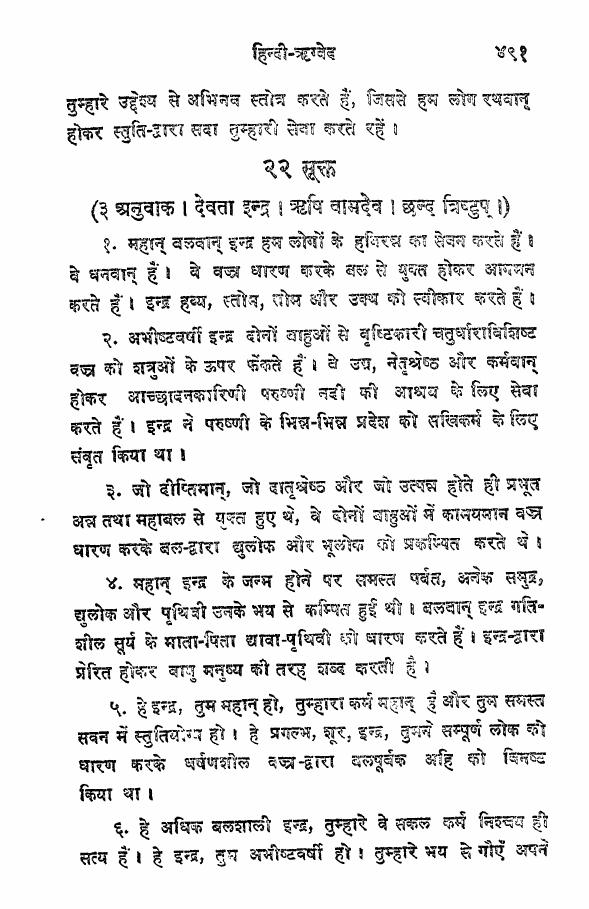 हिन्दी-ऋग्वेद ४९१
तुम्हारे उद्देश्य से अभिनव स्तोत्र करते हैं, जिससे हम लोग रथवान्
होकर स्तुति-द्वारा सदा तुम्हारी सेवा करते रहें।
२२ सूक्त
(३ अनुवाक। देवता इन्द्र। ऋषि वामदेव। छन्द त्रिष्टुप्।)
१. महान् बलवान् इन्द्र हम लोगों के हविरन्न का सेवन करते हैं।
वे धनवान् हैं। वे वज्र धारण करके बल से युक्त होकर आगमन
करते हैं। इन्द्र हव्य, स्तोम, सोम और उक्थ को स्वीकार करते हैं।
२. अभीष्टवर्षी इन्द्र दोनों बाहुओं से वृष्टिकारी चतुर्धाराविशिष्ट
वज्र को शत्रुओं के ऊपर फेंकते हैं। वे उग्र, नेतृश्रेष्ठ और कर्मवान्
होकर आच्छादनकारिणी परुष्णी नदी की आश्रय के लिए सेवा
करते हैं। इन्द्र ने परुष्णी के भिन्न-भिन्न प्रदेश को सखिकर्म के लिए
संवृत किया था।
३. जो दीप्तिमान्, जो दातृश्रेष्ठ और जो उत्पन्न होते ही प्रभूत
अन्न तथा महाबल से युक्त हुए थे, वे दोनों बाहुओं में कामयमान वज्र
धारण करके बल-द्वारा द्युलोक और भूलोक को प्रकम्पित करते थे।
४. महान् इन्द्र के जन्म होने पर समस्त पर्वत, अनेक समुद्र,
द्युलोक और पृथिवी उनके भय से कम्पित हुई थी। बलवान् इन्द्र गति-
शील सूर्य के माता-पिता द्यावा-पृथिवी को धारण करते हैं। इन्द्र-द्वारा
प्रेरित होकर वायु मनुष्य की तरह शब्द करती है।
५. हे इन्द्र, तुम महान् हो, तुम्हारा कर्म महान् है और तुम समस्त
सवन में स्तुतियोग्य हो। हे प्रगल्भ, शूर, इन्द्र, तुमने सम्पूर्ण लोक को
धारण करके धर्षणशील वज्र-द्वारा बलपूर्वक अहि को विनष्ट
किया था।
६. हे अधिक बलशाली इन्द्र, तुम्हारे वे सकल कर्म निश्चय ही
सत्य हैं। हे इन्द्र, तुम अभीष्टवर्षी हो। तुम्हारे भय से गौएँ अपने